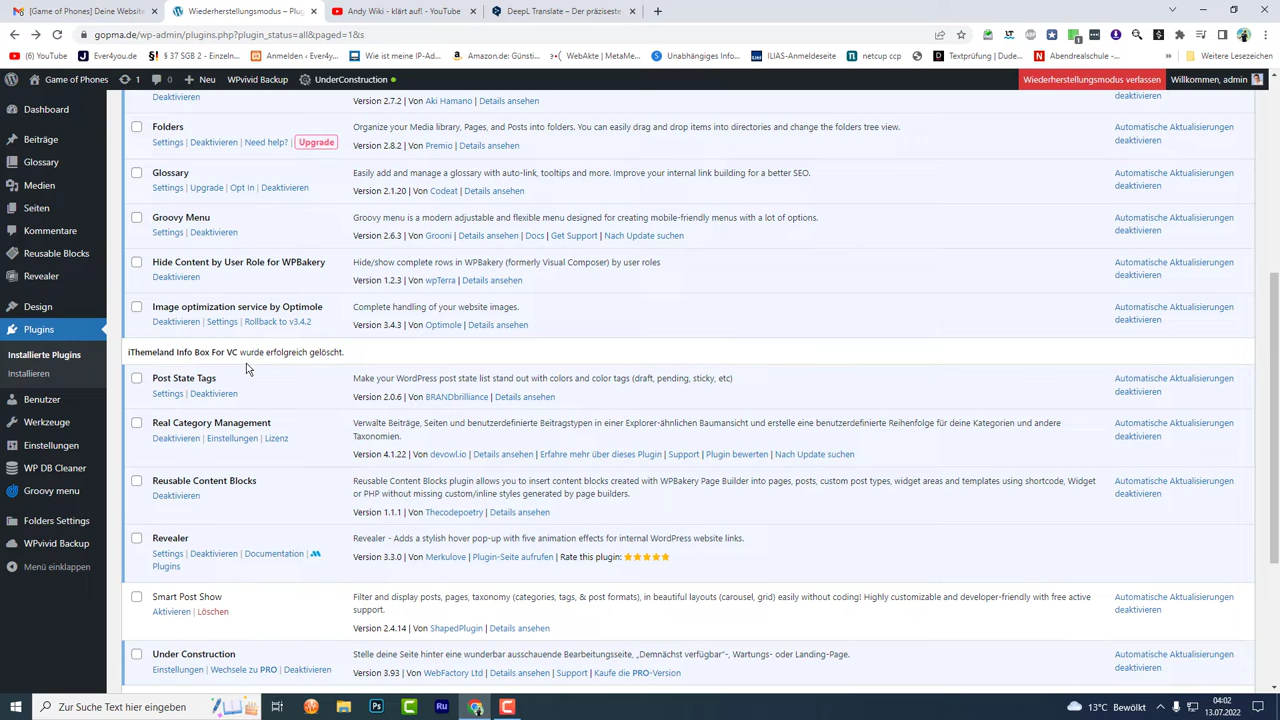 [Game of Phones] Deine Website
Wiederherstellungsmodus – Plug
Andy Wiki - klärt auf! - YouTube
DeepL Translate – Der präziseste
gopma.de/wp-admin/plugins.php?plugin_status=all&paged=1&s
(6) YouTube
Ever4you.de
§ 37 SGB 2 - Einzeln...
Anmelden ‹ Ever4y...
Was ist meine IP-Ad...
Amazon.de: Günsti...
WebAkte | MetaMe...
Unabhängiges Info...
ILIAS-Anmeldeseite
netcup ccp
Textprüfung | Dude...
Abendrealschule -...
»
Weitere Lesezeichen
Game of Phones
1
0
Neu
WPvivid Backup
UnderConstruction
Wiederherstellungsmodus verlassen
Willkommen, admin
Dashboard
Beiträge
Glossary
Medien
Seiten
Kommentare
Reusable Blocks
Revealer
Design
Plugins
Installierte Plugins
Installieren
Benutzer
Werkzeuge
Einstellungen
WP DB Cleaner
Groovy menu
Folders Settings
WPvivid Backup
Menü einklappen
Deaktivieren
Version 2.7.2 | Von Aki Hamano | Details ansehen
deaktivieren
Folders
Settings | Deaktivieren | Need help? | Upgrade
Organize your Media library, Pages, and Posts into folders. You can easily drag and drop items into directories and change the folders tree view.
Version 2.8.2 | Von Premio | Details ansehen
Automatische Aktualisierungen
deaktivieren
Glossary
Settings | Upgrade | Opt In | Deaktivieren
Easily add and manage a glossary with auto-link, tooltips and more. Improve your internal link building for a better SEO.
Version 2.1.20 | Von Codeat | Details ansehen
Automatische Aktualisierungen
deaktivieren
Groovy Menu
Settings | Deaktivieren
Groovy menu is a modern adjustable and flexible menu designed for creating mobile-friendly menus with a lot of options.
Version 2.6.3 | Von Grooni | Details ansehen | Docs | Get Support | Nach Update suchen
Automatische Aktualisierungen
deaktivieren
Hide Content by User Role for WPBakery
Deaktivieren
Hide/show complete rows in WPBakery (formerly Visual Composer) by user roles
Version 1.2.3 | Von wpTerra | Details ansehen
Automatische Aktualisierungen
deaktivieren
Image optimization service by Optimole
Deaktivieren | Settings | Rollback to v3.4.2
Complete handling of your website images.
Version 3.4.3 | Von Optimole | Details ansehen
Automatische Aktualisierungen
deaktivieren
iThemeland Info Box For VC wurde erfolgreich gelöscht.
Post State Tags
Settings | Deaktivieren
Make your WordPress post state list stand out with colors and color tags (draft, pending, sticky, etc)
Version 2.0.6 | Von BRANDbrilliance | Details ansehen
Automatische Aktualisierungen
deaktivieren
Real Category Management
Deaktivieren | Einstellungen | Lizenz
Verwalte Beiträge, Seiten und benutzerdefinierte Beitragstypen in einer Explorer-ähnlichen Baumansicht und erstelle eine benutzerdefinierte Reihenfolge für deine Kategorien und andere
Taxonomien.
Version 4.1.22 | Von devowl.io | Details ansehen | Erfahre mehr über dieses Plugin | Support | Plugin bewerten | Nach Update suchen
Automatische Aktualisierungen
deaktivieren
Reusable Content Blocks
Deaktivieren
Reusable Content Blocks plugin allows you to insert content blocks created with WPBakery Page Builder into pages, posts, custom post types, widget areas and templates using shortcode, Widget
or PHP without missing custom/inline styles generated by page builders.
Version 1.1.1 | Von Thecodepoetry | Details ansehen
Automatische Aktualisierungen
deaktivieren
Revealer
Settings | Deaktivieren | Documentation |
Plugins
Revealer - Adds a stylish hover pop-up with five animation effects for internal WordPress website links.
Version 3.3.0 | Von Merkulove | Plugin-Seite aufrufen | Rate this plugin:
Automatische Aktualisierungen
deaktivieren
Smart Post Show
Aktivieren | Löschen
Filter and display posts, pages, taxonomy (categories, tags, & post formats), in beautiful layouts (carousel, grid) easily without coding! Highly customizable and developer-friendly with free active
support.
Version 2.4.14 | Von ShapedPlugin | Details ansehen
Automatische Aktualisierungen
deaktivieren
Under Construction
Einstellungen | Wechsele zu PRO | Deaktivieren
Stelle deine Seite hinter eine wunderbar ausschauende Bearbeitungsseite, „Demnächst verfügbar"-, Wartungs- oder Landing-Page.
Version 3.93 | Von WebFactory Ltd | Details ansehen | Support | Kaufe die PRO-Version
Automatische Aktualisierungen
deaktivieren
Zur Suche Text hier eingeben
Ps
Ru
13°C Bewölkt
04:02
13.07.2022